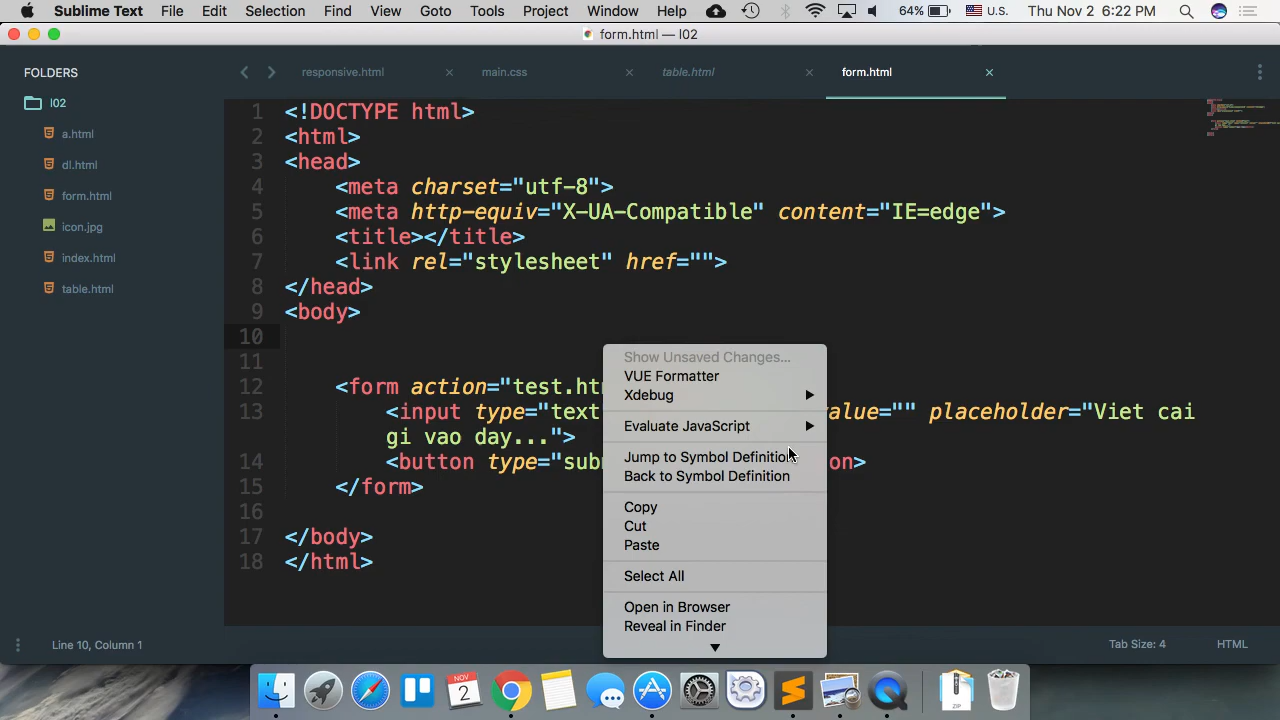 Sublime Text File Edit Selection Find View Goto Tools Project Window Help 64% U.S. Thu Nov 2 6:22 PM
form.html — l02
FOLDERS
l02
a.html
dl.html
form.html
icon.jpg
index.html
table.html
responsive.html main.css table.html form.html
1 <!DOCTYPE html>
2 <html>
3 <head>
4 <meta charset="utf-8">
5 <meta http-equiv="X-UA-Compatible" content="IE=edge">
6 <title></title>
7 <link rel="stylesheet" href="">
8 </head>
9 <body>
10
11
12 <form action="test.htm
13 <input type="text alue="" placeholder="Viet cai
gi vao day...">
14 <button type="sub on>
15 </form>
16
17 </body>
18 </html>
Show Unsaved Changes...
VUE Formatter
Xdebug
Evaluate JavaScript
Jump to Symbol Definition
Back to Symbol Definition
Copy
Cut
Paste
Select All
Open in Browser
Reveal in Finder
Line 10, Column 1 Tab Size: 4 HTML
NOV
2
ZIP